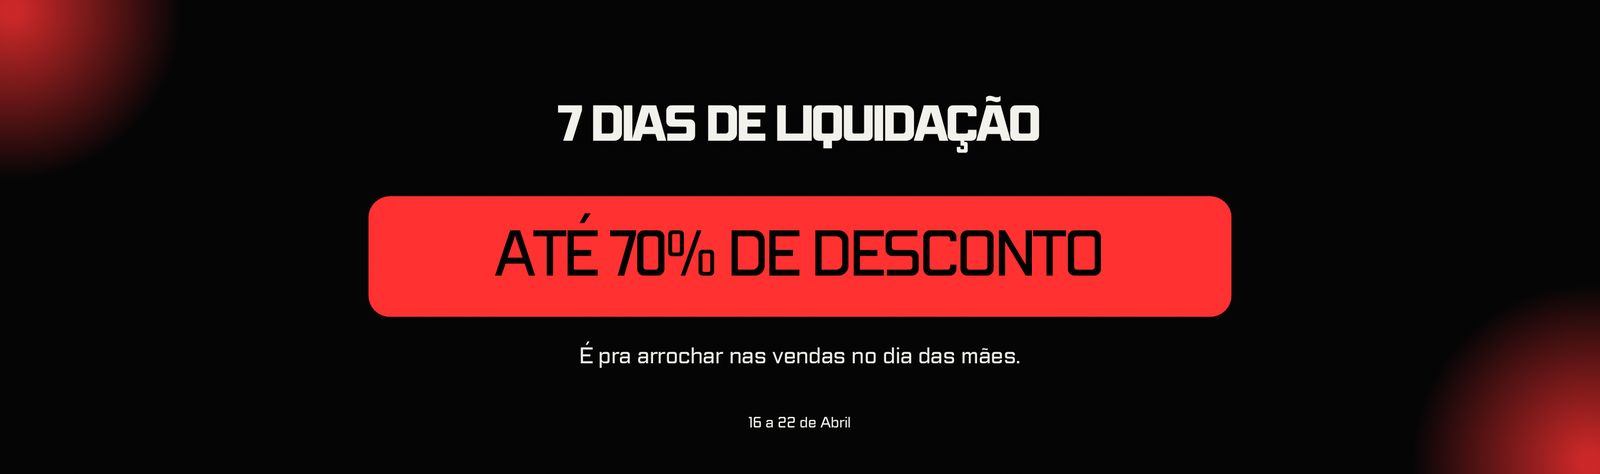 7 DIAS DE LIQUIDAÇÃO
ATÉ 70% DE DESCONTO
É pra arrochar nas vendas no dia das mães.
16 a 22 de Abril